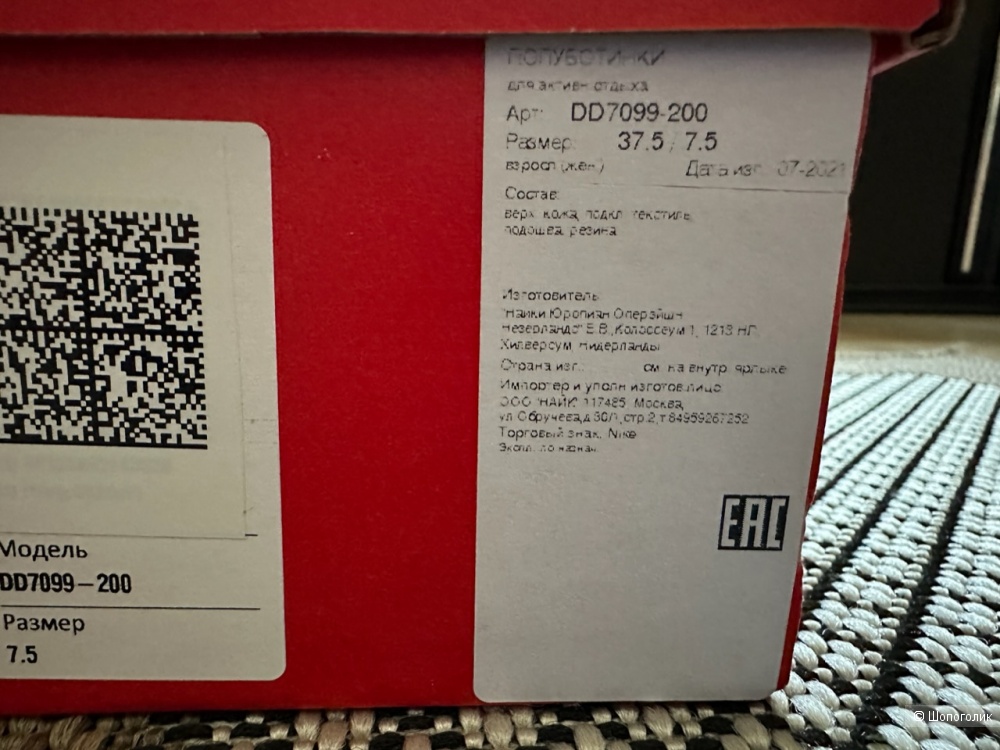 ПОЛУБОТИНКИ
для активн отдыха
Арт: DD7099-200
Размер: 37.5 / 7.5
взросл (жен)
Дата изг 07-2021
Состав:
верх кожа, подкл текстиль,
подошва резина
Изготовитель
"Найки Юропиан Оперэйшн
Незерландс" Б.В.,Колоссеум 1, 1213 НЛ,
Хилверсум, Нидерланды
Страна изг.: см. на внутр. ярлыке
Импортер и уполн изготов лицо:
ООО "НАЙК" 117485, Москва,
ул Обручева,д 30/1,стр.2,т.84959267252
Торговый знак: Nike
Экспл. по назнач.
EAC
Модель
DD7099-200
Размер
7.5
© Шопоголик